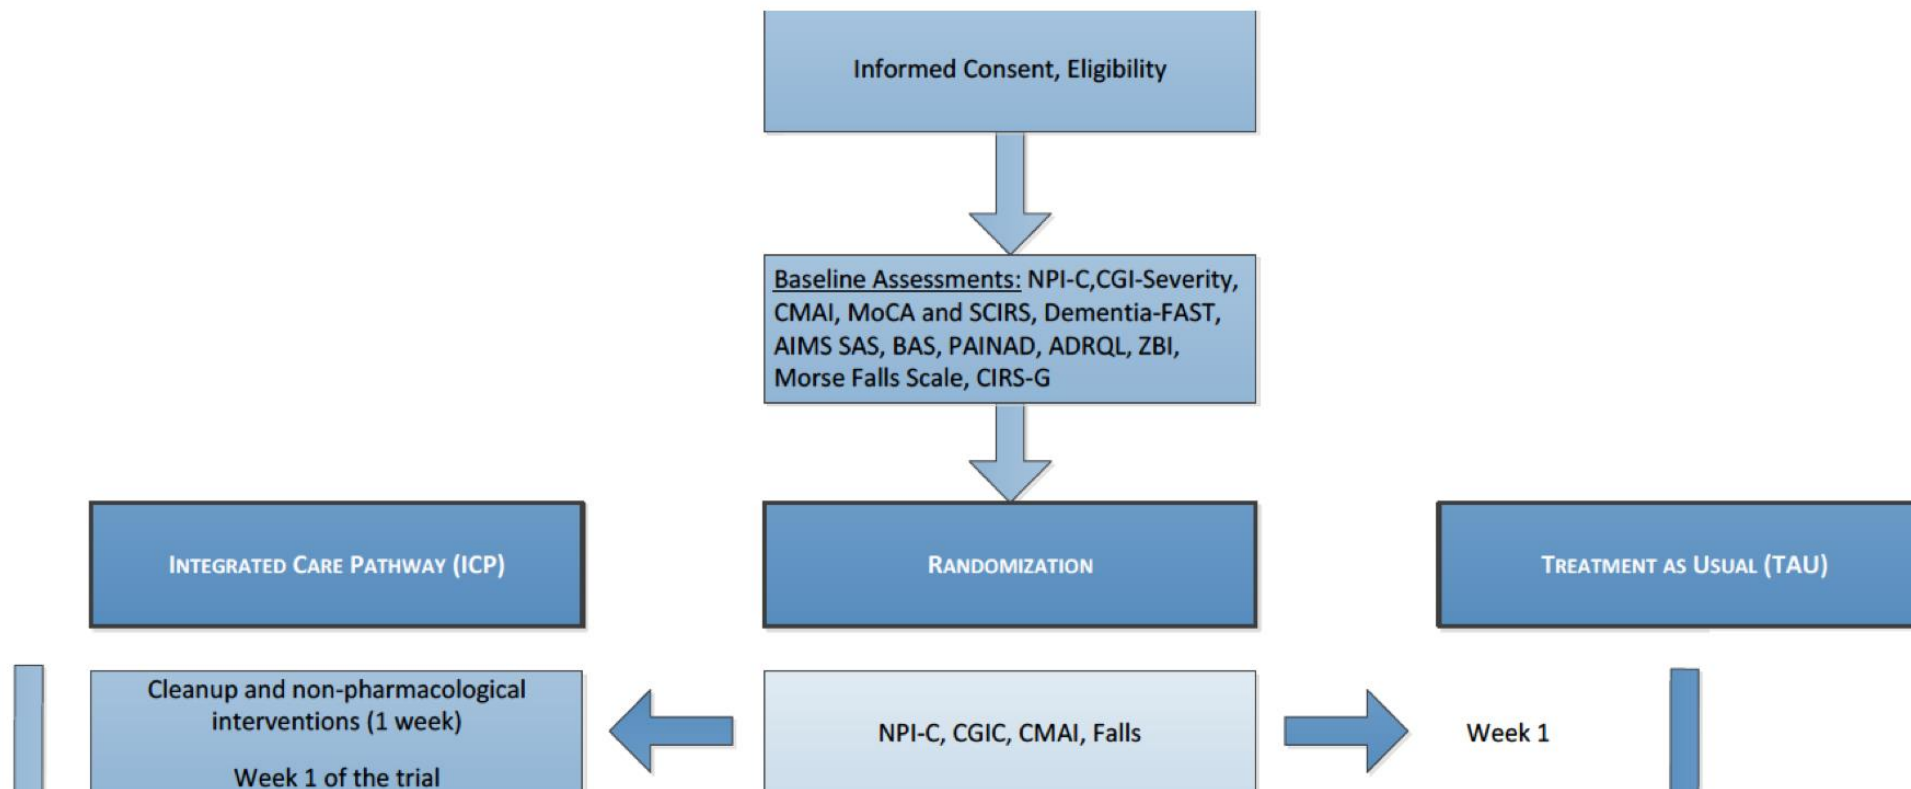 Informed Consent, Eligibility
Baseline Assessments: NPI-C,CGI-Severity,
CMAI, MoCA and SCIRS, Dementia-FAST,
AIMS SAS, BAS, PAINAD, ADRQL, ZBI,
Morse Falls Scale, CIRS-G
INTEGRATED CARE PATHWAY (ICP)
RANDOMIZATION
TREATMENT AS USUAL (TAU)
Cleanup and non-pharmacological
interventions (1 week)
Week 1 of the trial
NPI-C, CGIC, CMAI, Falls
Week 1